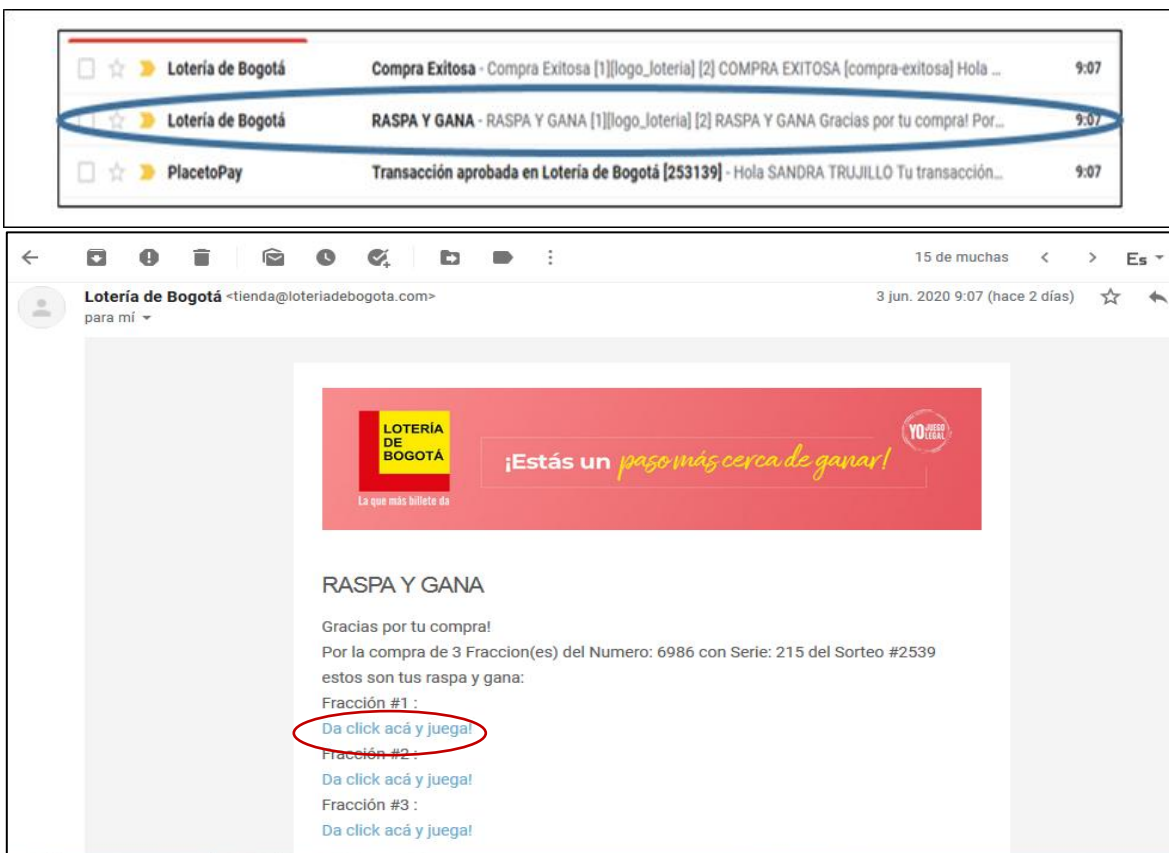 Lotería de Bogotá Compra Exitosa - Compra Exitosa [1][logo_loteria] [2] COMPRA EXITOSA [compra-exitosa] Hola ... 9:07
Lotería de Bogotá RASPA Y GANA - RASPA Y GANA [1][logo_loteria] [2] RASPA Y GANA Gracias por tu compra! Por... 9:07
PlacetoPay Transacción aprobada en Lotería de Bogotá [253139] - Hola SANDRA TRUJILLO Tu transacción... 9:07
15 de muchas Es
Lotería de Bogotá <tienda@loteriadebogota.com> 3 jun. 2020 9:07 (hace 2 días)
para mí
LOTERÍA
DE
BOGOTÁ
La que más billete da
¡Estás un paso más cerca de ganar!
YO JUEGO
LEGAL
RASPA Y GANA
Gracias por tu compra!
Por la compra de 3 Fraccion(es) del Numero: 6986 con Serie: 215 del Sorteo #2539
estos son tus raspa y gana:
Fracción #1 :
Da click acá y juega!
Fracción #2 :
Da click acá y juega!
Fracción #3 :
Da click acá y juega!